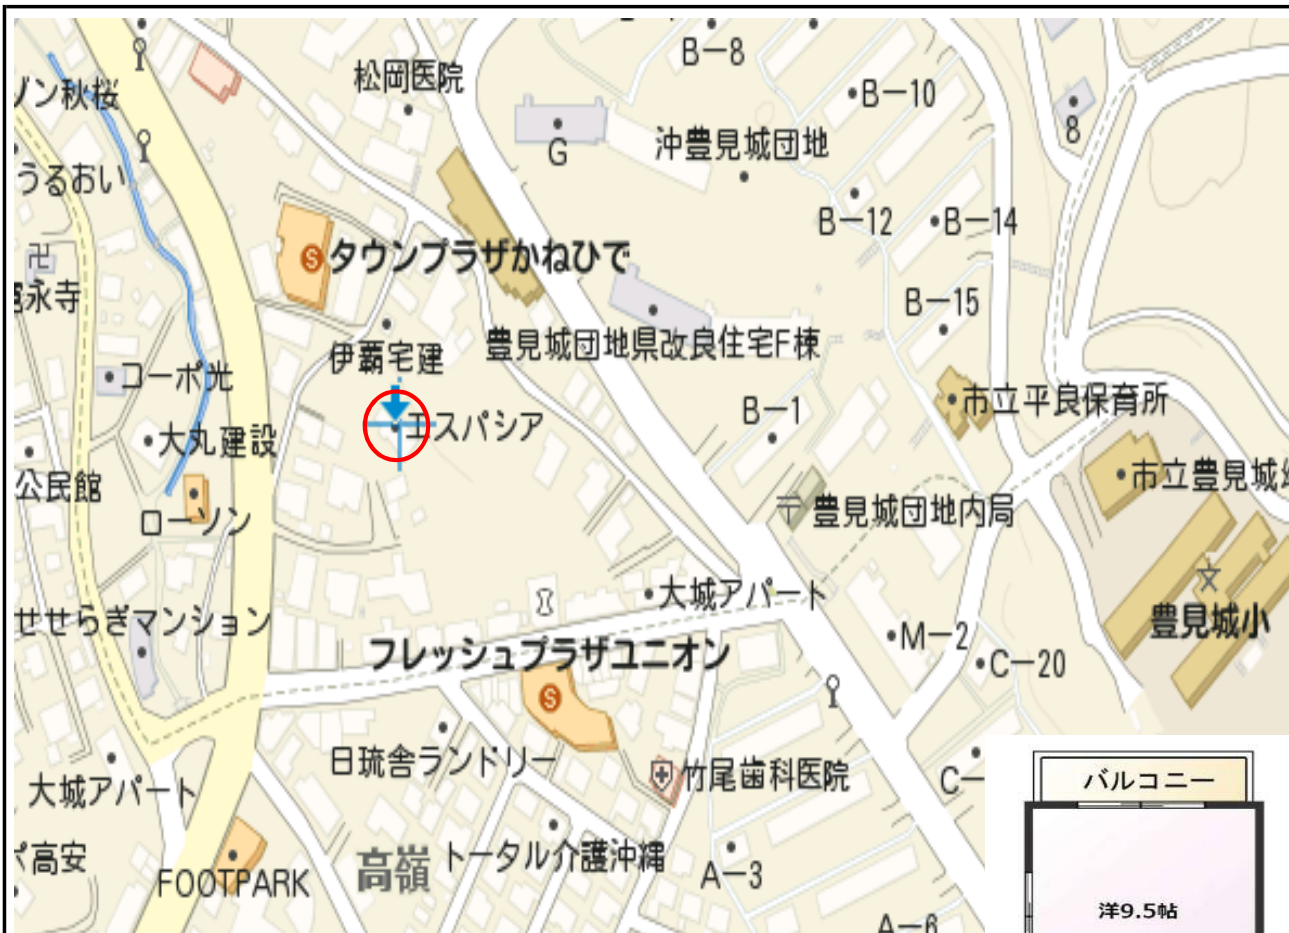 B−8
松岡医院
B−10
ゾン秋桜
8
G
沖豊見城団地
うるおい
B−12
B−14
タウンプラザかねひで
永寺
B−15
伊覇宅建
豊見城団地県改良住宅F棟
コーポ光
市立平良保育所
B−1
エスパシア
大丸建設
公民館
市立豊見城
ローソン
豊見城団地内局
大城アパート
せせらぎマンション
豊見城小
M−2
フレッシュプラザユニオン
C−20
日琉舎ランドリー
竹尾歯科医院
C−
バルコニー
大城アパート
ポ高安
高嶺
トータル介護沖縄
A−3
FOOTPARK
洋9.5帖
A−6